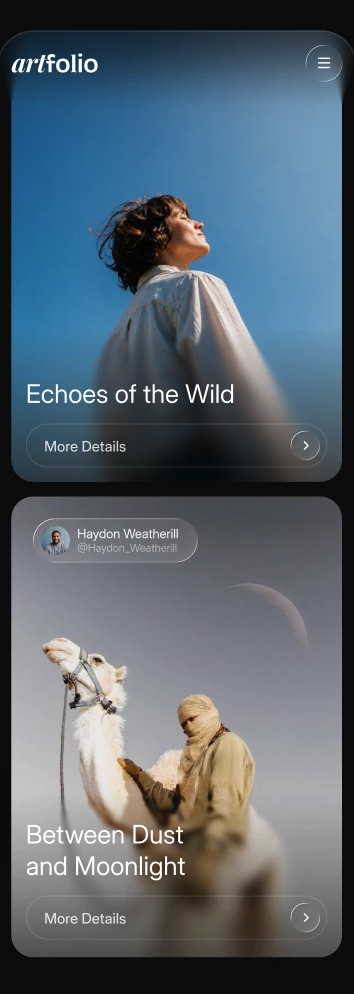 artfolio
Echoes of the Wild
More Details
Haydon Weatherill
@Haydon_Weatherill
Between Dust
and Moonlight
More Details